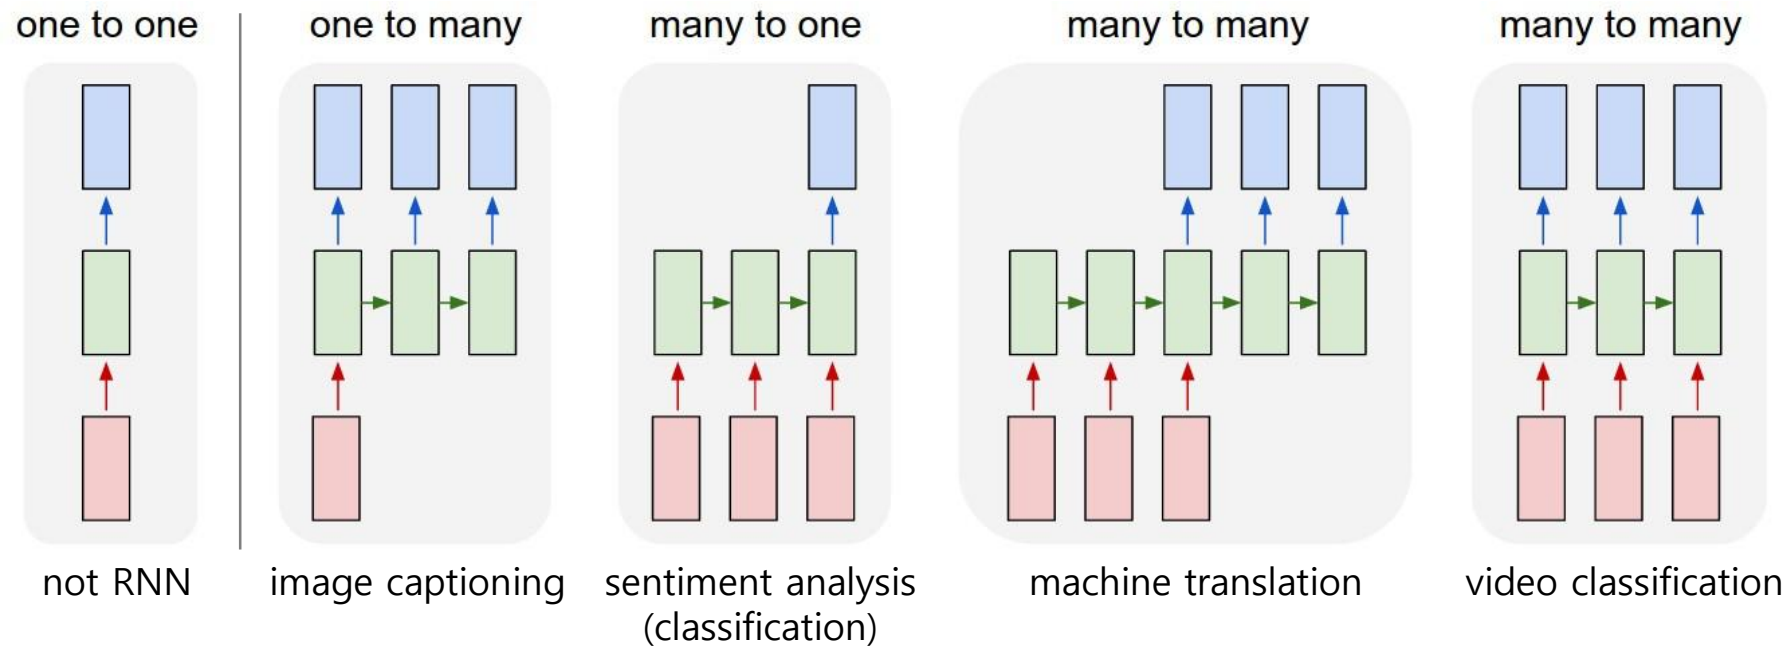 one to one
one to many
many to one
many to many
many to many
not RNN
image captioning
sentiment analysis
(classification)
machine translation
video classification